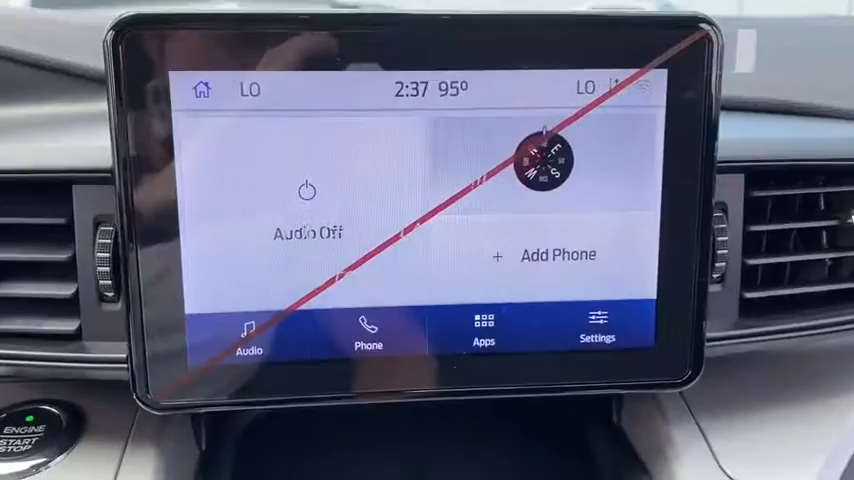 LO 2:37 95° LO
E
W
S
Audio Off
+ Add Phone
Audio Phone Apps Settings
ENGINE
START
STOP